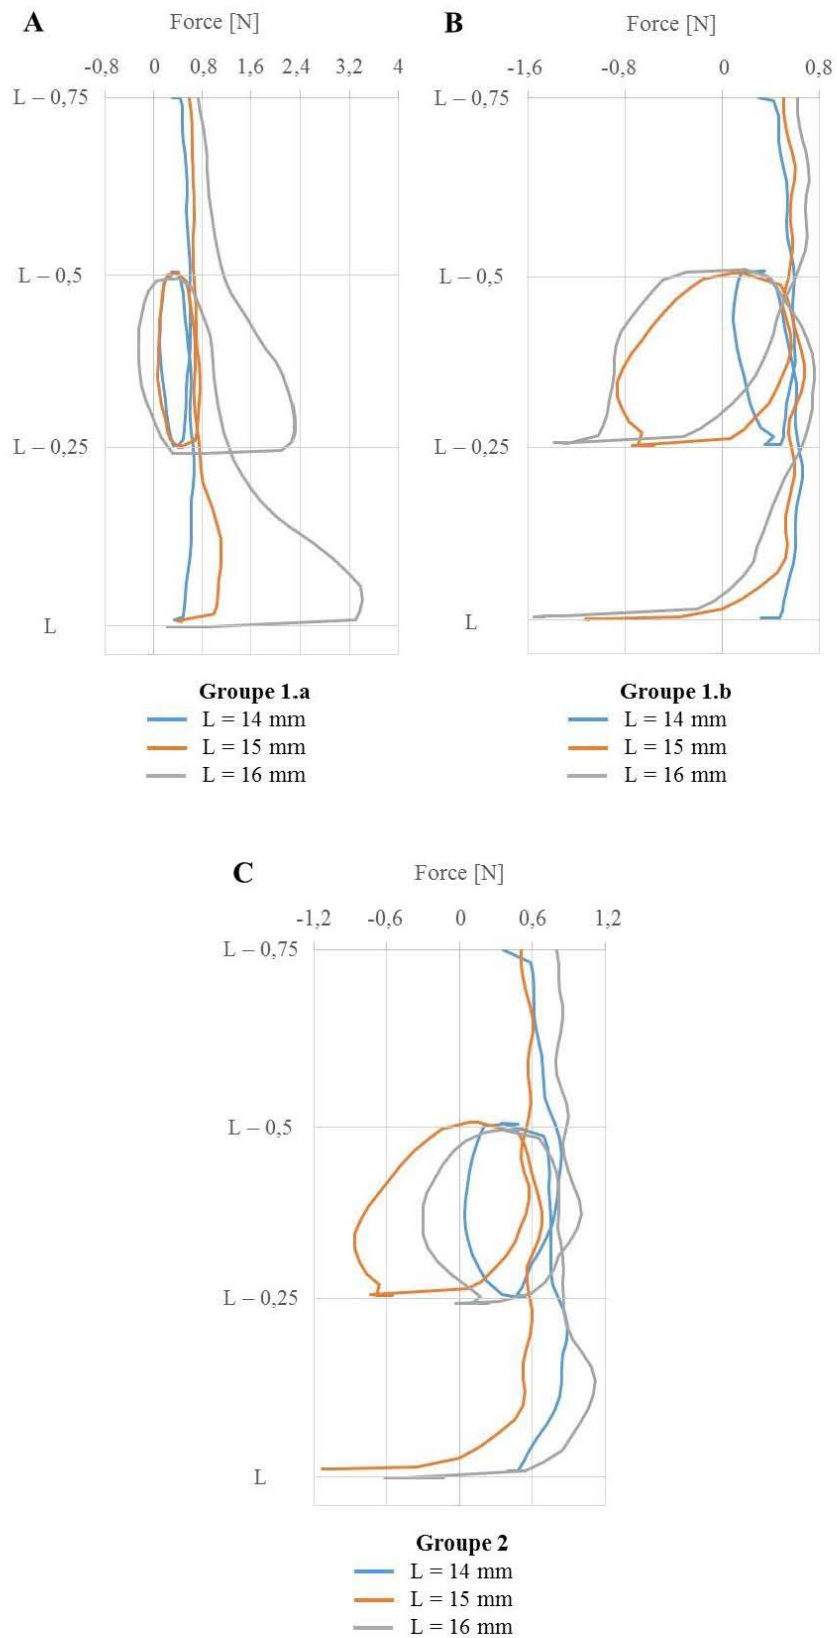 A
Force [N]
-0,8 0 0,8 1,6 2,4 3,2 4
L – 0,75
L – 0,5
L – 0,25
L
Groupe 1.a
L = 14 mm
L = 15 mm
L = 16 mm
B
Force [N]
-1,6 -0,8 0 0,8
L – 0,75
L – 0,5
L – 0,25
L
Groupe 1.b
L = 14 mm
L = 15 mm
L = 16 mm
C
Force [N]
-1,2 -0,6 0 0,6 1,2
L – 0,75
L – 0,5
L – 0,25
L
Groupe 2
L = 14 mm
L = 15 mm
L = 16 mm